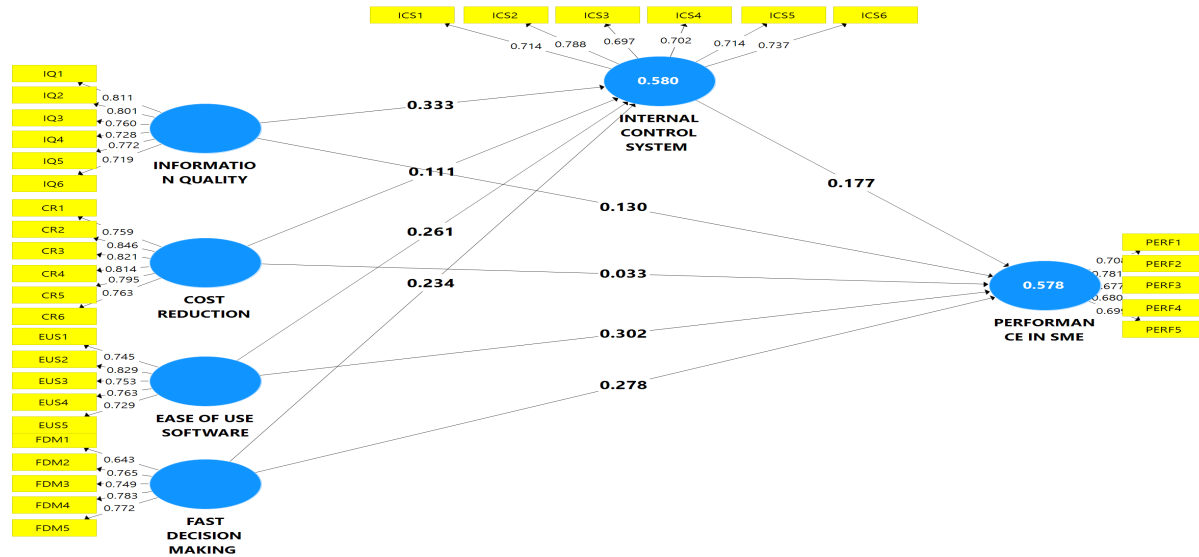 ICS1
ICS2
ICS3
ICS4
ICS5
ICS6
0.714
0.788
0.697
0.702
0.714
0.737
0.580
INTERNAL
CONTROL
SYSTEM
IQ1
IQ2
IQ3
IQ4
IQ5
IQ6
0.811
0.801
0.760
0.728
0.772
0.719
INFORMATIO
N QUALITY
CR1
CR2
CR3
CR4
CR5
CR6
0.759
0.846
0.821
0.814
0.795
0.763
COST
REDUCTION
EUS1
EUS2
EUS3
EUS4
EUS5
0.745
0.829
0.753
0.763
0.729
EASE OF USE
SOFTWARE
FDM1
FDM2
FDM3
FDM4
FDM5
0.643
0.765
0.749
0.783
0.772
FAST
DECISION
MAKING
0.333
0.111
0.261
0.234
0.130
0.033
0.302
0.278
0.177
0.578
PERFORMAN
CE IN SME
0.781
0.677
0.680
PERF1
PERF2
PERF3
PERF4
PERF5